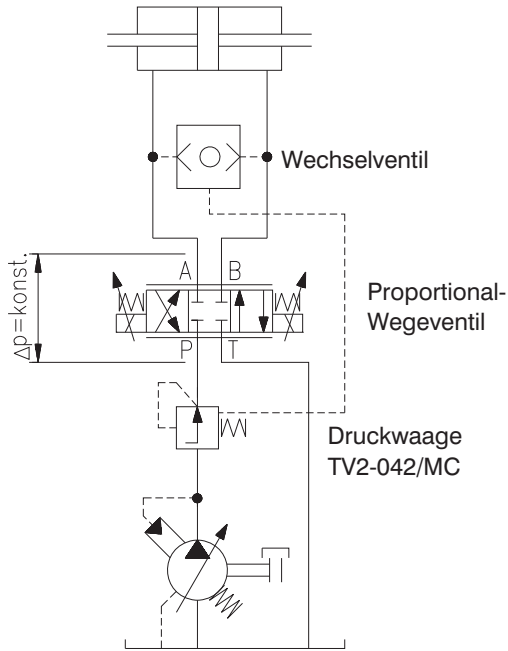 Wechselventil
A B
Δp=konst.
Proportional-
Wegeventil
P T
Druckwaage
TV2-042/MC